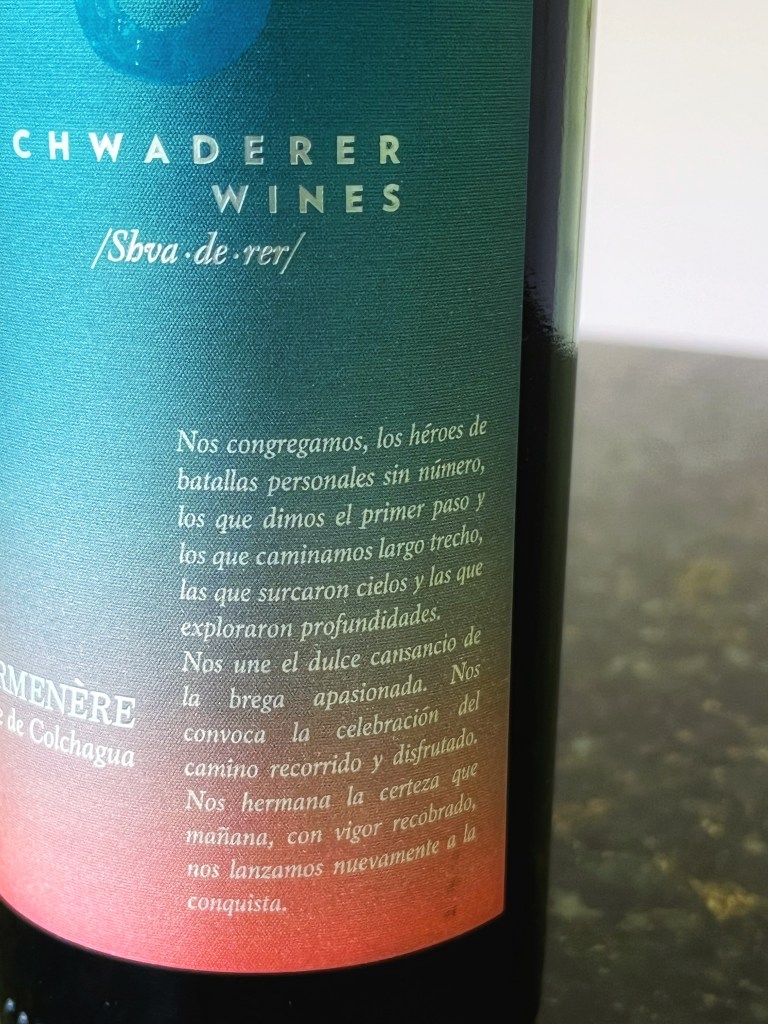 CHWADERER
WINES
/Shva·de·rer/
Nos congregamos, los héroes de
batallas personales sin número,
los que dimos el primer paso y
los que caminamos largo trecho,
las que surcaron cielos y las que
exploraron profundidades.
Nos une el dulce cansancio de
la brega apasionada. Nos
convoca la celebración del
camino recorrido y disfrutado.
Nos hermana la certeza que
mañana, con vigor recobrado,
nos lanzamos nuevamente a la
conquista.
RMENÈRE
e de Colchagua